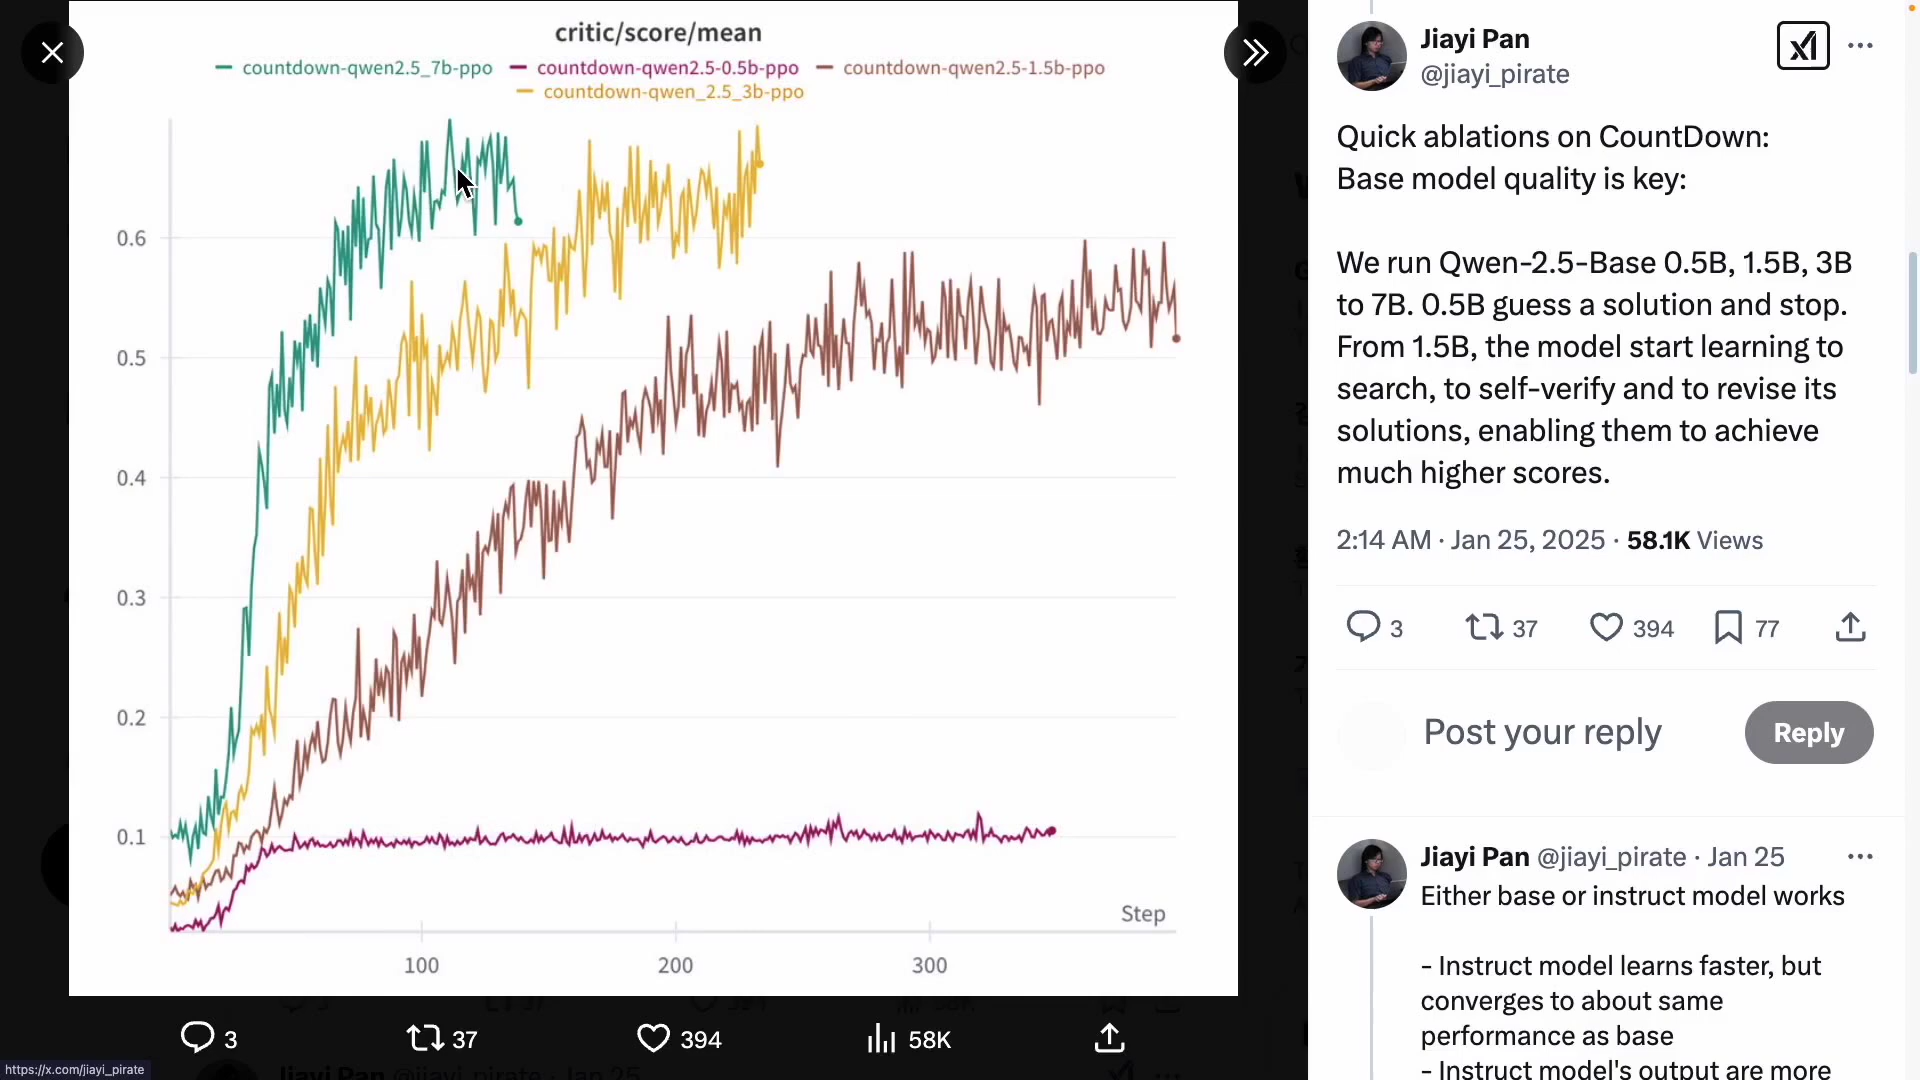 critic/score/mean
countdown-qwen2.5_7b-ppo countdown-qwen2.5-0.5b-ppo countdown-qwen2.5-1.5b-ppo
countdown-qwen_2.5_3b-ppo
0.6
0.5
0.4
0.3
0.2
0.1
Step
100 200 300
3 37 394 58K
https://x.com/jiayi_pirate
Jiayi Pan @jiayi_pirate · Jan 25
Jiayi Pan
@jiayi_pirate
Quick ablations on CountDown:
Base model quality is key:
We run Qwen-2.5-Base 0.5B, 1.5B, 3B
to 7B. 0.5B guess a solution and stop.
From 1.5B, the model start learning to
search, to self-verify and to revise its
solutions, enabling them to achieve
much higher scores.
2:14 AM · Jan 25, 2025 · 58.1K Views
3 37 394 77
Post your reply
Reply
Jiayi Pan @jiayi_pirate · Jan 25
Either base or instruct model works
- Instruct model learns faster, but
converges to about same
performance as base
- Instruct model's output are more